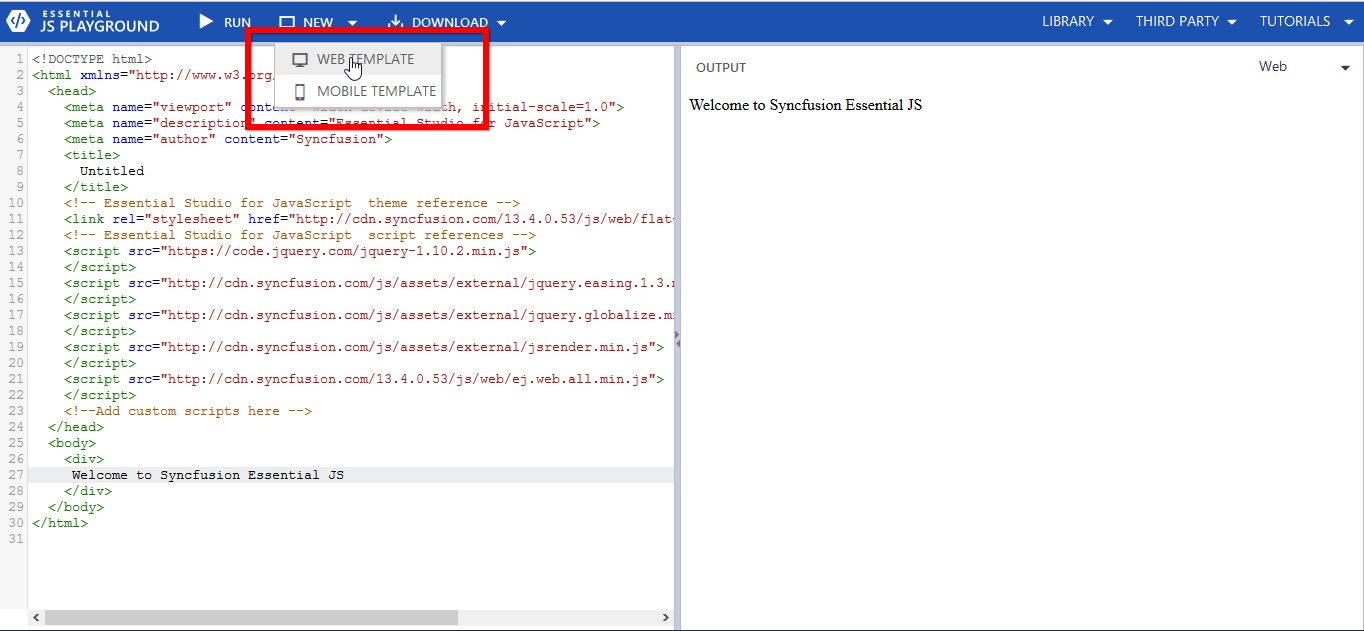 ESSENTIAL
JS PLAYGROUND
RUN
NEW
DOWNLOAD
LIBRARY
THIRD PARTY
TUTORIALS
WEB TEMPLATE
MOBILE TEMPLATE
1 <!DOCTYPE html>
2 <html xmlns="http://www.w3.org/
3 <head>
4 <meta name="viewport" initial-scale=1.0">
5 <meta name="description" content="Essential Studio for JavaScript">
6 <meta name="author" content="Syncfusion">
7 <title>
8 Untitled
9 </title>
10 <!-- Essential Studio for JavaScript  theme reference -->
11 <link rel="stylesheet" href="http://cdn.syncfusion.com/13.4.0.53/js/web/flat-
12 <!-- Essential Studio for JavaScript  script references -->
13 <script src="https://code.jquery.com/jquery-1.10.2.min.js">
14 </script>
15 <script src="http://cdn.syncfusion.com/js/assets/external/jquery.easing.1.3.m
16 </script>
17 <script src="http://cdn.syncfusion.com/js/assets/external/jquery.globalize.mi
18 </script>
19 <script src="http://cdn.syncfusion.com/js/assets/external/jsrender.min.js">
20 </script>
21 <script src="http://cdn.syncfusion.com/13.4.0.53/js/web/ej.web.all.min.js">
22 </script>
23 <!--Add custom scripts here -->
24 </head>
25 <body>
26 <div>
27 Welcome to Syncfusion Essential JS
28 </div>
29 </body>
30 </html>
31
OUTPUT
Web
Welcome to Syncfusion Essential JS